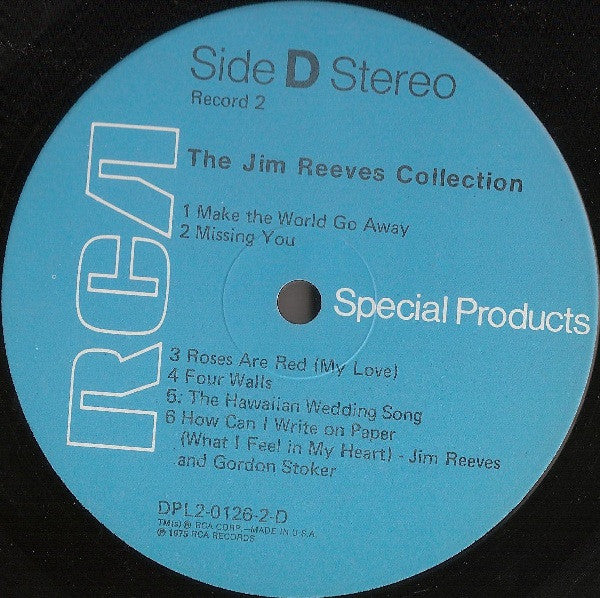 Side D Stereo
Record 2
The Jim Reeves Collection
1 Make the World Go Away
2 Missing You
RCA
Special Products
3 Roses Are Red (My Love)
4 Four Walls
5: The Hawaiian Wedding Song
6 How Can I Write on Paper
(What I Feel in My Heart) - Jim Reeves
and Gordon Stoker
DPL2-0126-2-D
TM(s) ® RCA CORP.—MADE IN U.S.A.
℗ 1975 RCA RECORDS